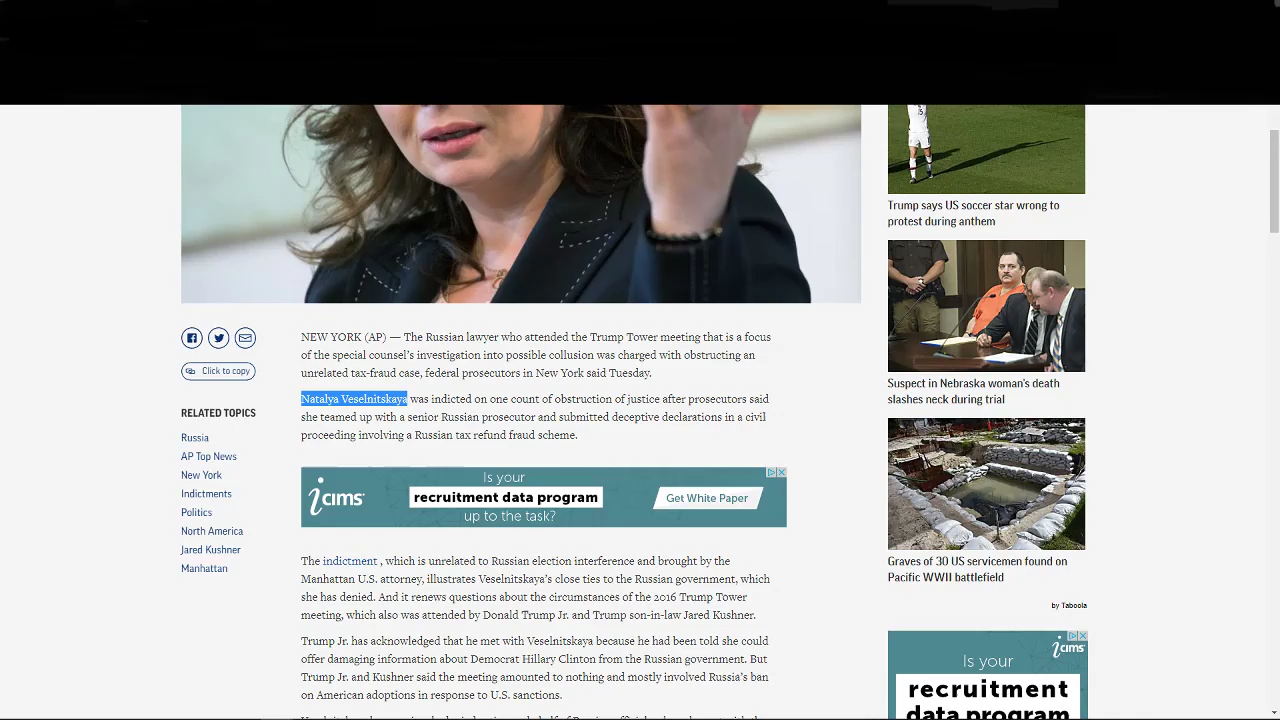 Trump says US soccer star wrong to
protest during anthem
Suspect in Nebraska woman's death
slashes neck during trial
Graves of 30 US servicemen found on
Pacific WWII battlefield
by Taboola
Click to copy
RELATED TOPICS
Russia
AP Top News
New York
Indictments
Politics
North America
Jared Kushner
Manhattan
NEW YORK (AP) — The Russian lawyer who attended the Trump Tower meeting that is a focus
of the special counsel's investigation into possible collusion was charged with obstructing an
unrelated tax-fraud case, federal prosecutors in New York said Tuesday.
Natalya Veselnitskaya was indicted on one count of obstruction of justice after prosecutors said
she teamed up with a senior Russian prosecutor and submitted deceptive declarations in a civil
proceeding involving a Russian tax refund fraud scheme.
iCIMS
Is your
recruitment data program
up to the task?
Get White Paper
The indictment , which is unrelated to Russian election interference and brought by the
Manhattan U.S. attorney, illustrates Veselnitskaya's close ties to the Russian government, which
she has denied. And it renews questions about the circumstances of the 2016 Trump Tower
meeting, which also was attended by Donald Trump Jr. and Trump son-in-law Jared Kushner.
Trump Jr. has acknowledged that he met with Veselnitskaya because he had been told she could
offer damaging information about Democrat Hillary Clinton from the Russian government. But
Trump Jr. and Kushner said the meeting amounted to nothing and mostly involved Russia's ban
on American adoptions in response to U.S. sanctions.
iCIMS
Is your
recruitment
data program